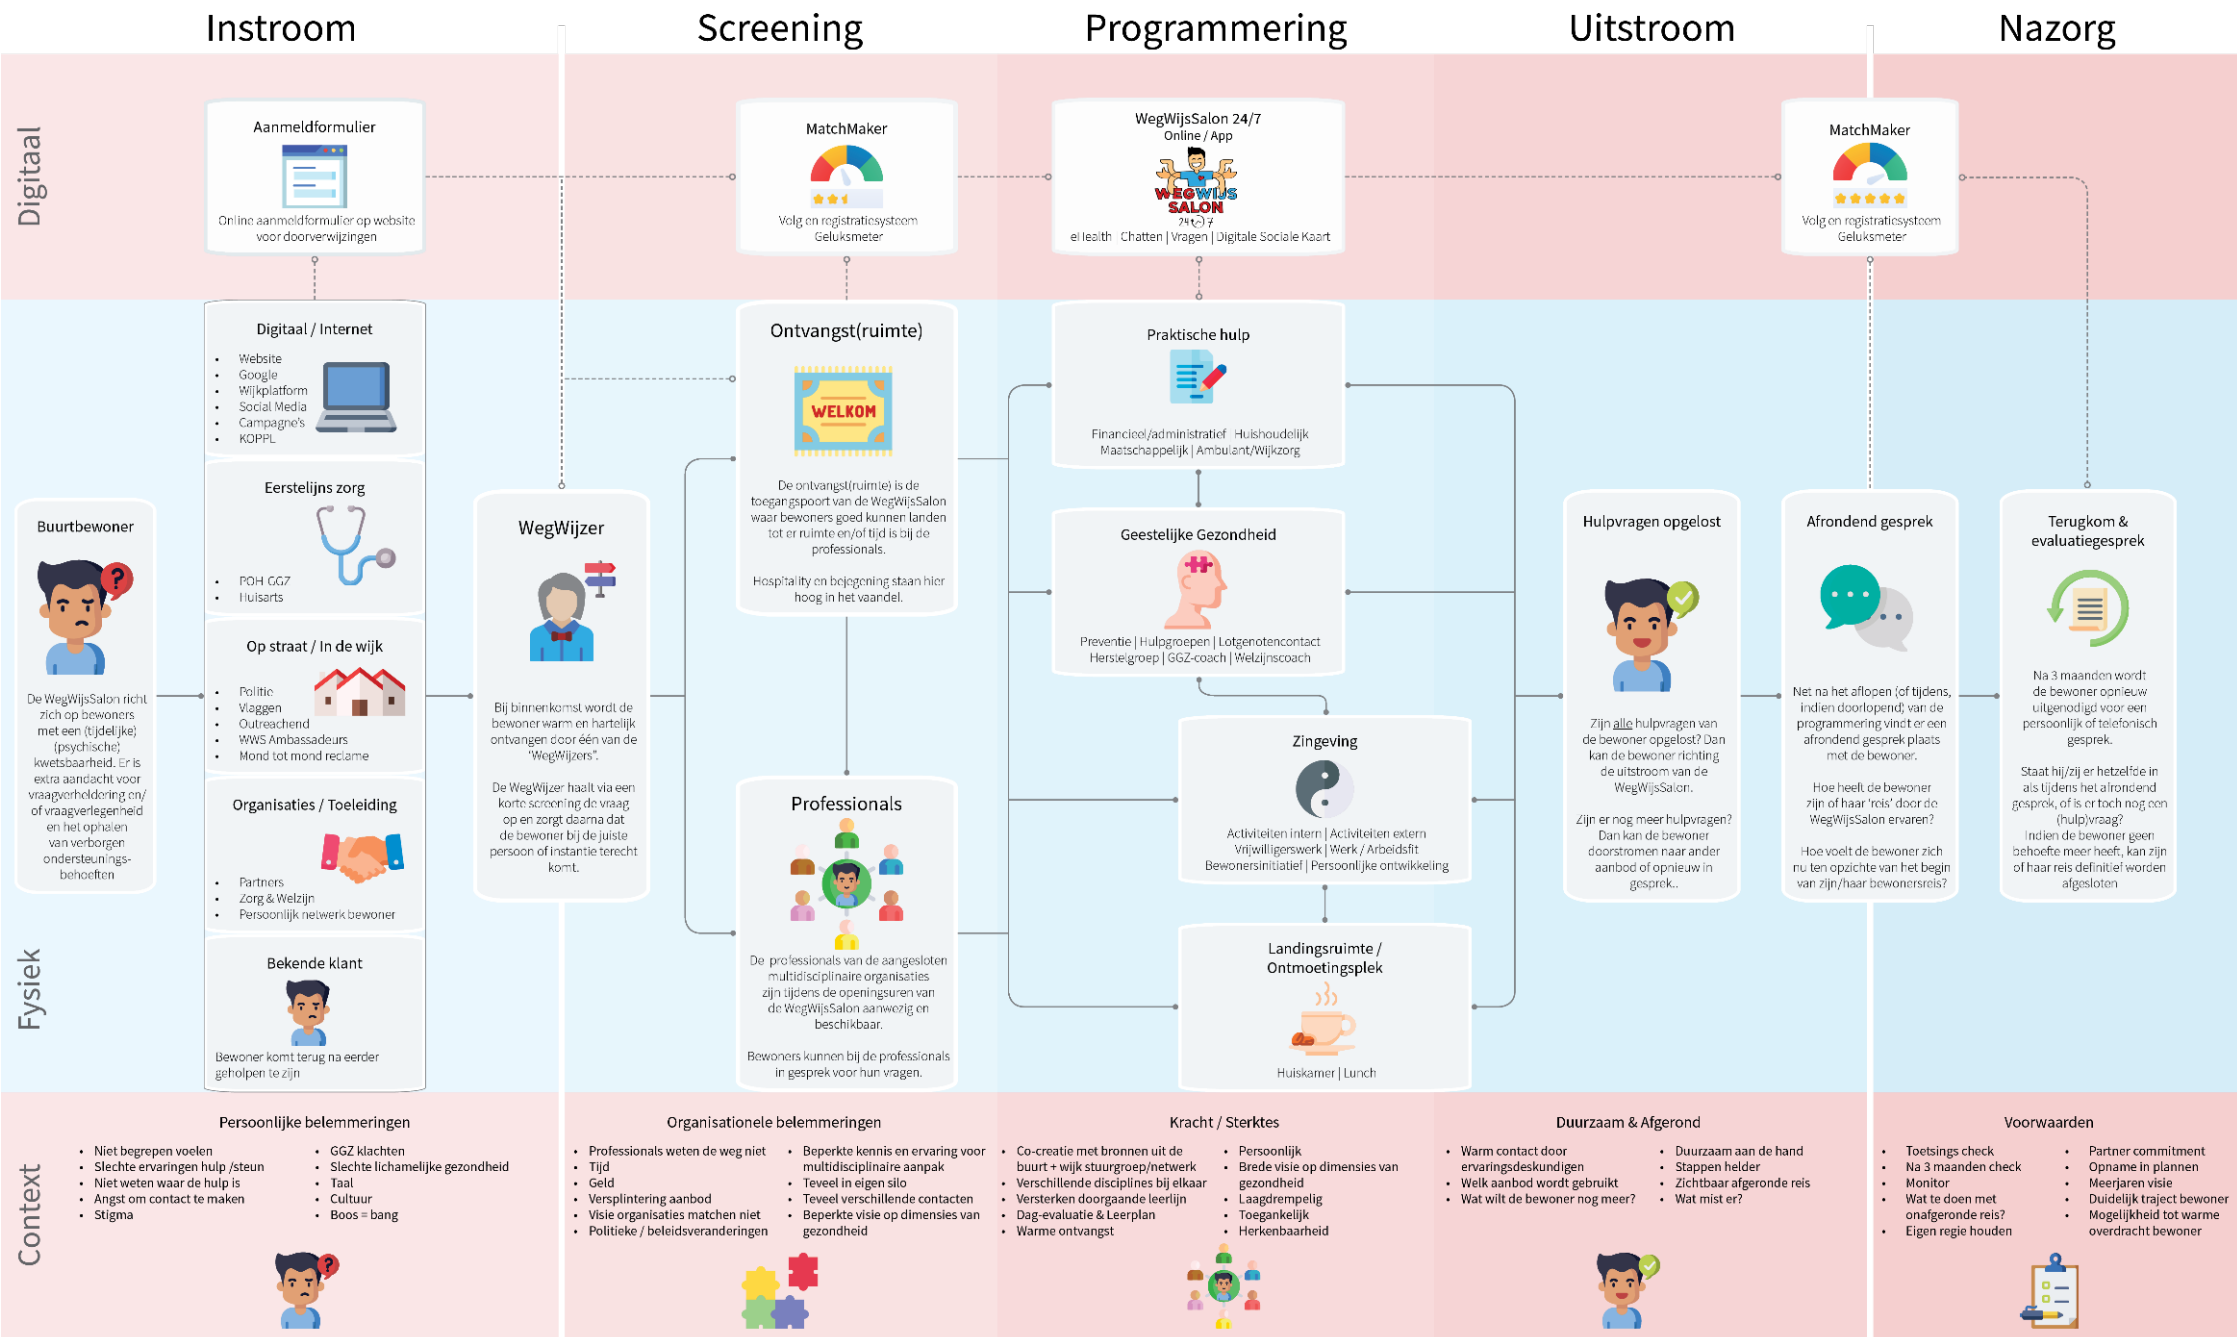 Instroom
Screening
Programmering
Uitstroom
Nazorg
Digitaal
Aanmeldformulier
Online aanmeldformulier op website
voor doorverwijzingen
MatchMaker
Volg en registratiesysteem
Geluksmeter
WegWijsSalon 24/7
Online / App
WEGWIJS
SALON
24 7
eHealth | Chatten | Vragen | Digitale Sociale Kaart
MatchMaker
Volg en registratiesysteem
Geluksmeter
Fysiek
Buurtbewoner
?
De WegWijsSalon richt
zich op bewoners
met een (tijdelijke)
(psychische)
kwetsbaarheid. Er is
extra aandacht voor
vraagverheldering en/
of vraagverlegenheid
en het ophalen
van verborgen
ondersteunings-
behoeften
Digitaal / Internet
• Website
• Google
• Wijkplatform
• Social Media
• Campagne's
• KOPPL
Eerstelijns zorg
• POH GGZ
• Huisarts
Op straat / In de wijk
• Politie
• Vlaggen
• Outreachend
• WWS Ambassadeurs
• Mond tot mond reclame
Organisaties / Toeleiding
• Partners
• Zorg & Welzijn
• Persoonlijk netwerk bewoner
Bekende klant
Bewoner komt terug na eerder
geholpen te zijn
WegWijzer
Bij binnenkomst wordt de
bewoner warm en hartelijk
ontvangen door één van de
‘WegWijzers”.
De WegWijzer haalt via een
korte screening de vraag
op en zorgt daarna dat
de bewoner bij de juiste
persoon of instantie terecht
komt.
Ontvangst(ruimte)
WELKOM
De ontvangst(ruimte) is de
toegangspoort van de WegWijsSalon
waar bewoners goed kunnen landen
tot er ruimte en/of tijd is bij de
professionals.
Hospitality en bejegening staan hier
hoog in het vaandel.
Professionals
De professionals van de aangesloten
multidisciplinaire organisaties
zijn tijdens de openingsuren van
de WegWijsSalon aanwezig en
beschikbaar.
Bewoners kunnen bij de professionals
in gesprek voor hun vragen.
Praktische hulp
Financieel/administratief | Huishoudelijk
Maatschappelijk | Ambulant/Wijkzorg
Geestelijke Gezondheid
Preventie | Hulpgroepen | Lotgenotencontact
Herstelgroep | GGZ-coach | Welzijnscoach
Zingeving
Activiteiten intern | Activiteiten extern
Vrijwilligerswerk | Werk / Arbeidsfit
Bewonersinitiatief | Persoonlijke ontwikkeling
Landingsruimte /
Ontmoetingsplek
Huiskamer | Lunch
Hulpvragen opgelost
Zijn alle hulpvragen van
de bewoner opgelost? Dan
kan de bewoner richting
de uitstroom van de
WegWijsSalon.
Zijn er nog meer hulpvragen?
Dan kan de bewoner
doorstromen naar ander
aanbod of opnieuw in
gesprek..
Afrondend gesprek
Net na het aflopen (of tijdens,
indien doorlopend) van de
programmering vindt er een
afrondend gesprek plaats
met de bewoner.
Hoe heeft de bewoner
zijn of haar ‘reis’ door de
WegWijsSalon ervaren?
Hoe voelt de bewoner zich
nu ten opzichte van het begin
van zijn/haar bewonersreis?
Terugkom &
evaluatiegesprek
Na 3 maanden wordt
de bewoner opnieuw
uitgenodigd voor een
persoonlijk of telefonisch
gesprek.
Staat hij/zij er hetzelfde in
als tijdens het afrondend
gesprek, of is er toch nog een
(hulp)vraag?
Indien de bewoner geen
behoefte meer heeft, kan zijn
of haar reis definitief worden
afgesloten
Context
Persoonlijke belemmeringen
• Niet begrepen voelen
• Slechte ervaringen hulp /steun
• Niet weten waar de hulp is
• Angst om contact te maken
• Stigma
• GGZ klachten
• Slechte lichamelijke gezondheid
• Taal
• Cultuur
• Boos = bang
?
Organisationele belemmeringen
• Professionals weten de weg niet
• Tijd
• Geld
• Versplintering aanbod
• Visie organisaties matchen niet
• Politieke / beleidsveranderingen
• Beperkte kennis en ervaring voor
multidisciplinaire aanpak
• Teveel in eigen silo
• Teveel verschillende contacten
• Beperkte visie op dimensies van
gezondheid
Kracht / Sterktes
• Co-creatie met bronnen uit de
buurt + wijk stuurgroep/netwerk
• Verschillende disciplines bij elkaar
• Versterken doorgaande leerlijn
• Dag-evaluatie & Leerplan
• Warme ontvangst
• Persoonlijk
• Brede visie op dimensies van
gezondheid
• Laagdrempelig
• Toegankelijk
• Herkenbaarheid
Duurzaam & Afgerond
• Warm contact door
ervaringsdeskundigen
• Welk aanbod wordt gebruikt
• Wat wilt de bewoner nog meer?
• Duurzaam aan de hand
• Stappen helder
• Zichtbaar afgeronde reis
• Wat mist er?
Voorwaarden
• Toetsings check
• Na 3 maanden check
• Monitor
• Wat te doen met
onafgeronde reis?
• Eigen regie houden
• Partner commitment
• Opname in plannen
• Meerjaren visie
• Duidelijk traject bewoner
• Mogelijkheid tot warme
overdracht bewoner